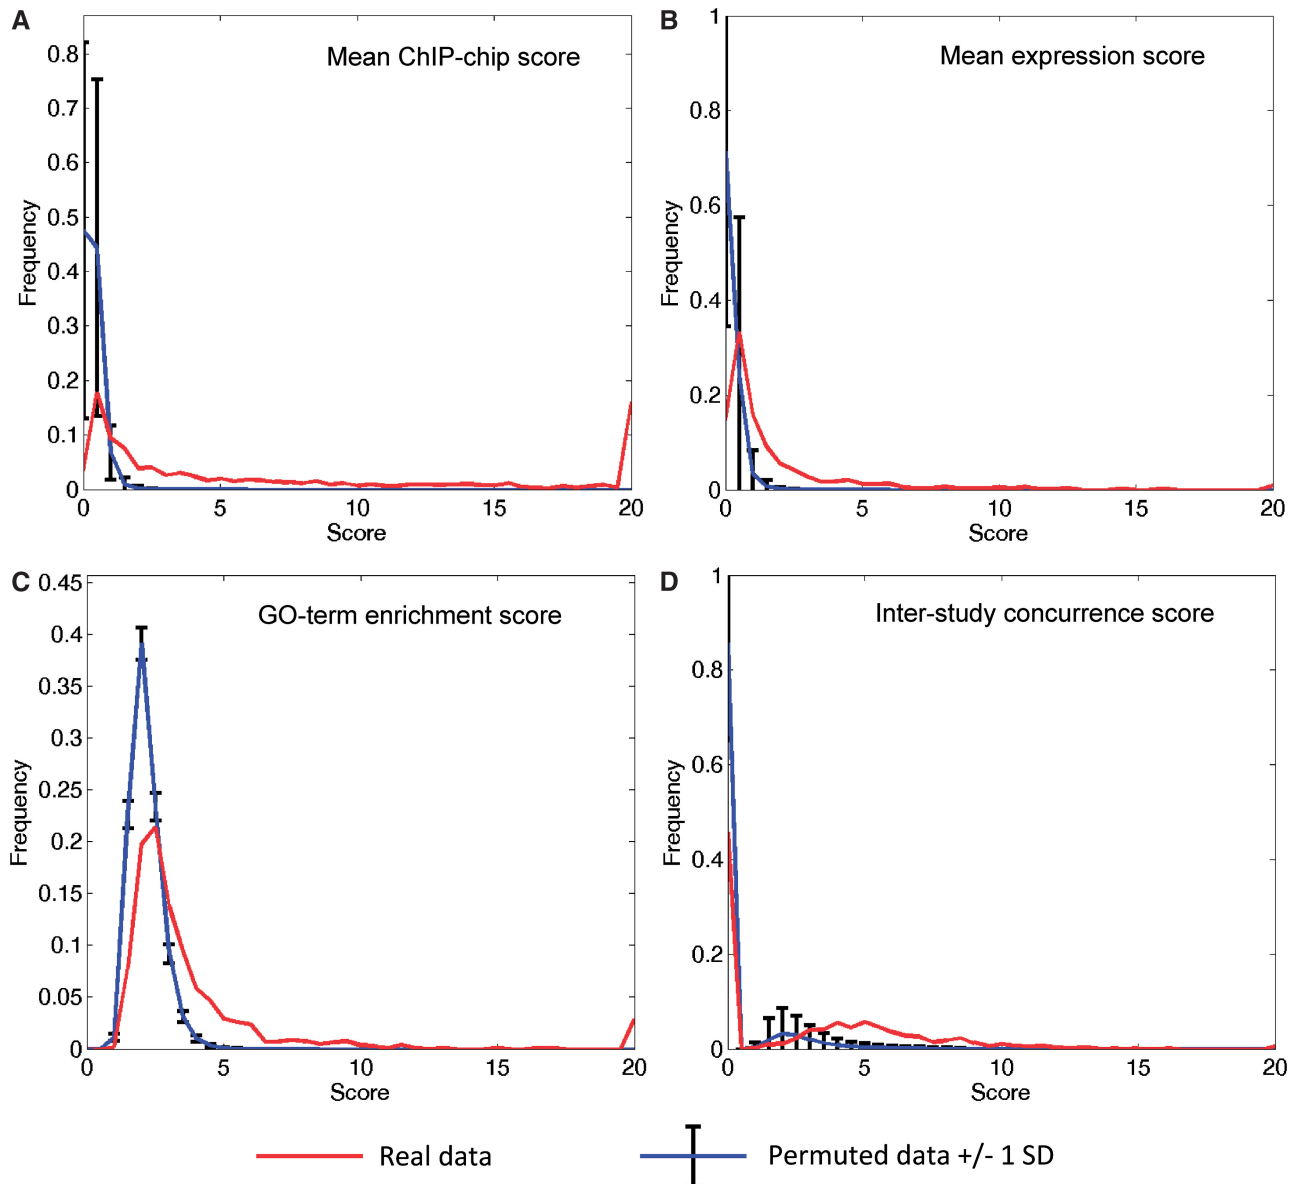 A
Mean ChIP-chip score
Frequency
0.8
0.7
0.6
0.5
0.4
0.3
0.2
0.1
0
0 5 10 15 20
Score
B
Mean expression score
Frequency
1
0.8
0.6
0.4
0.2
0
0 5 10 15 20
Score
C
GO-term enrichment score
Frequency
0.45
0.4
0.35
0.3
0.25
0.2
0.15
0.1
0.05
0
0 5 10 15 20
Score
D
Inter-study concurrence score
Frequency
1
0.8
0.6
0.4
0.2
0
0 5 10 15 20
Score
Real data
Permuted data +/- 1 SD